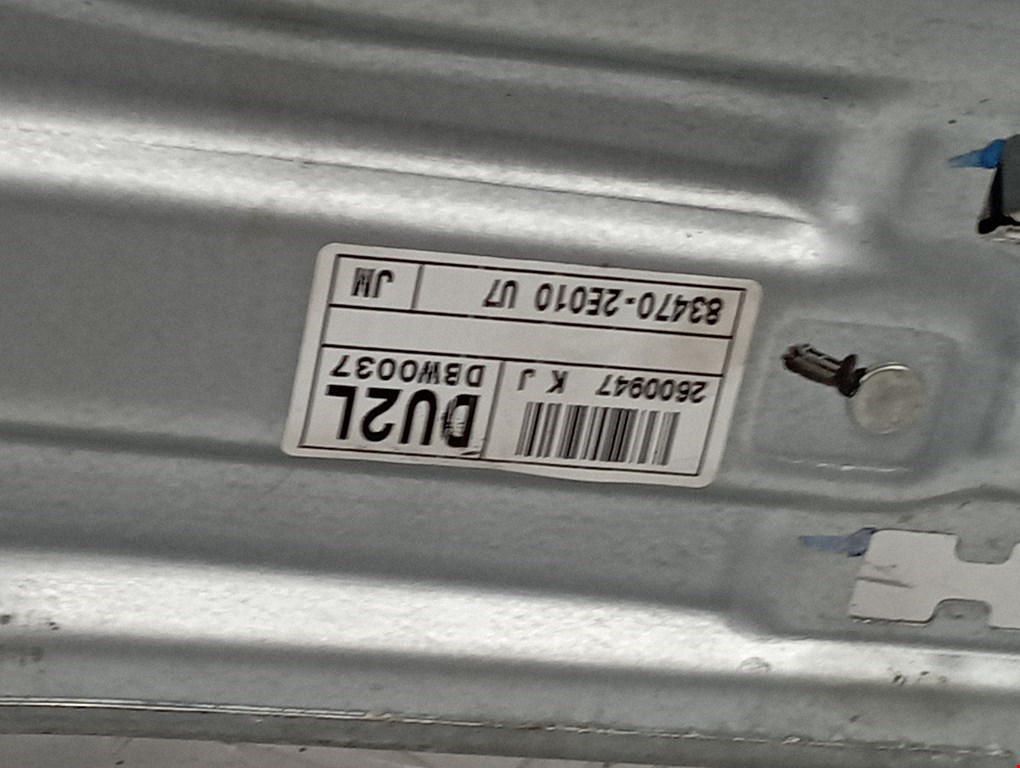 2600947 K J
DU2L
DBW0037
83470-2E010 U7
JM